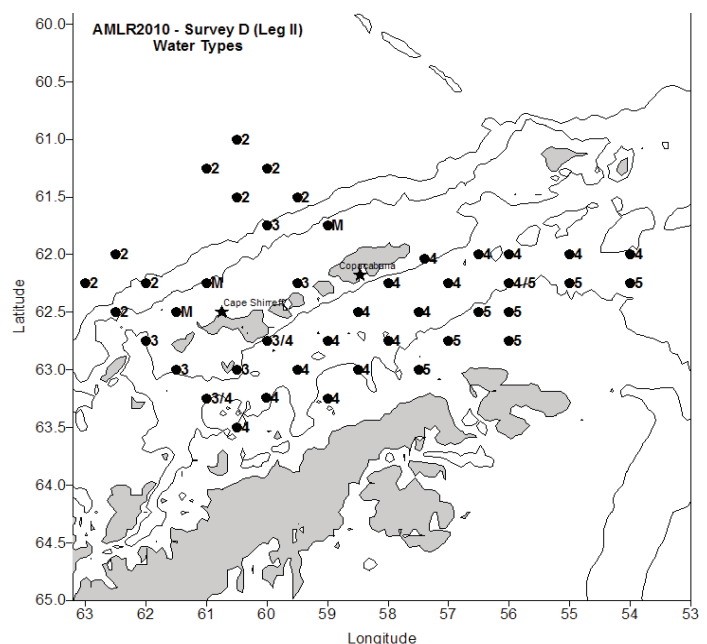 AMLR2010 - Survey D (Leg II)
Water Types
60.0
60.5
61.0
61.5
62.0
62.5
63.0
63.5
64.0
64.5
65.0
Latitude
2
2 2
2 2
3 M
2 4 4 4 4
4
2 2 M 3 4 4 4/5 5 5
2 M 4 4 5 5
3 3/4 4 4 5 5
3 3 4 4 5
3/4 4 4
4
Copacabana
Cape Shirreff
63 62 61 60 59 58 57 56 55 54 53
Longitude